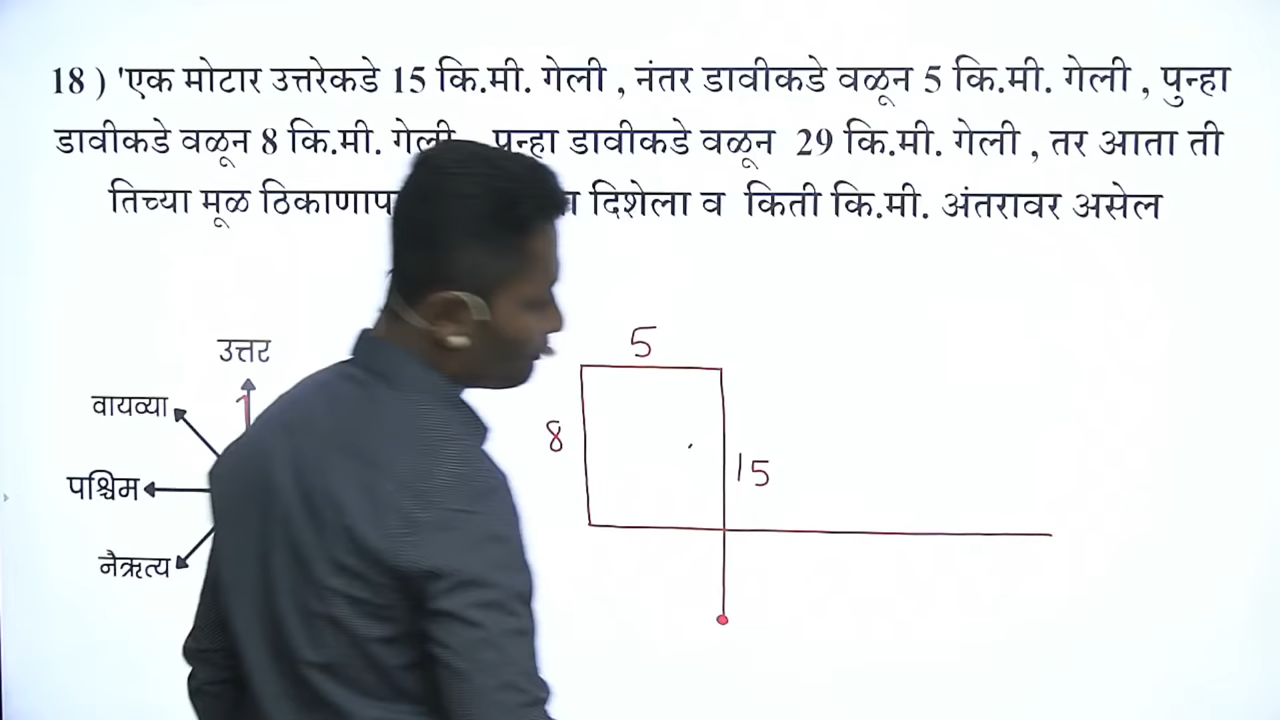 18 ) 'एक मोटार उत्तरेकडे 15 कि.मी. गेली , नंतर डावीकडे वळून 5 कि.मी. गेली , पुन्हा
डावीकडे वळून 8 कि.मी. गेली पुन्हा डावीकडे वळून 29 कि.मी. गेली , तर आता ती
तिच्या मूळ दिशेला व किती कि.मी. अंतरावर असेल
उत्तर
वायव्या
पश्चिम
नैऋत्य
5
8
15